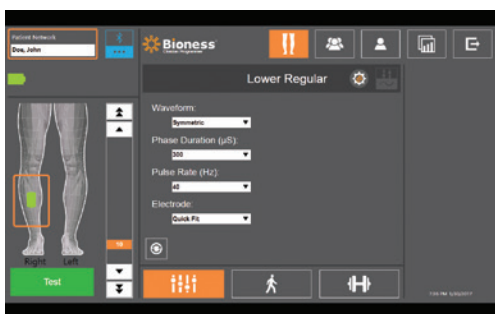 Patient Network
Doe, John
Bioness
Lower Regular
Waveform:
Symmetric
Phase Duration (µS):
300
Pulse Rate (Hz):
40
Electrode:
Quick Fit
10
Right
Left
Test